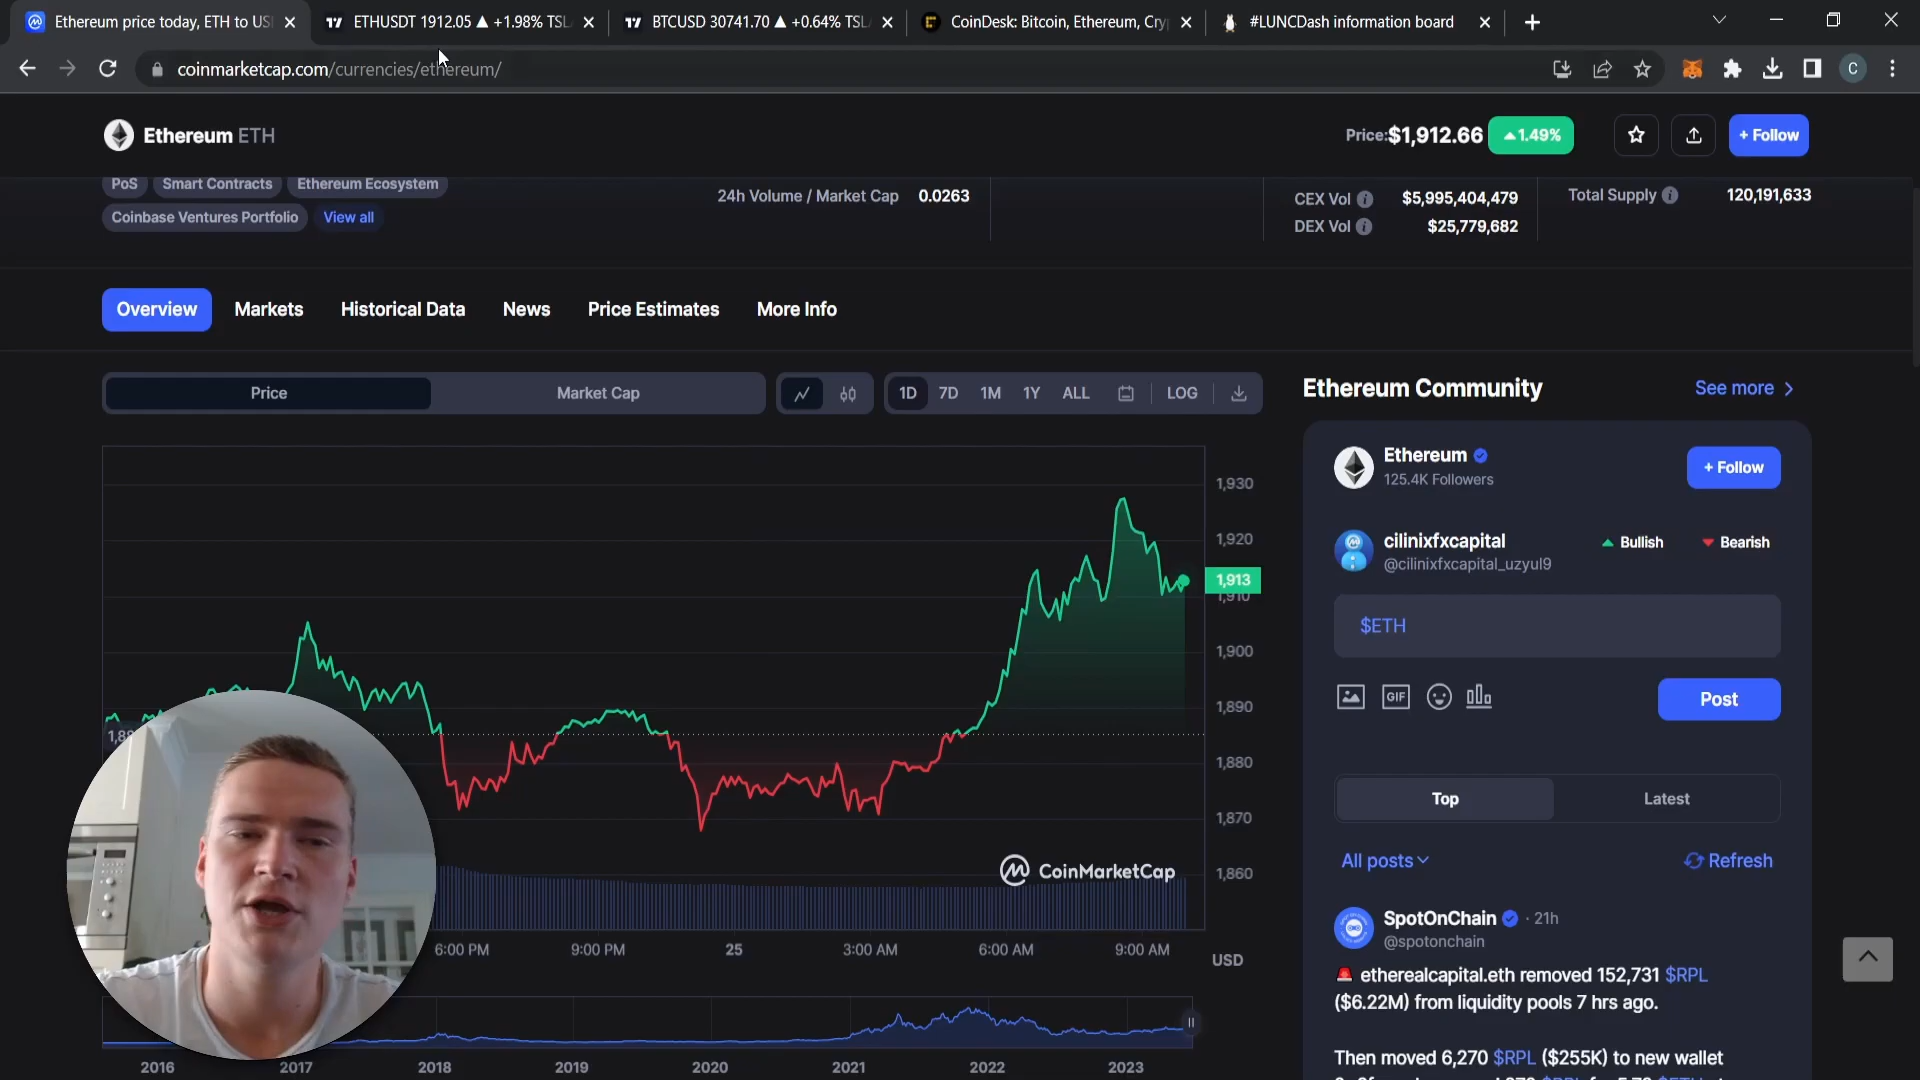 Ethereum price today, ETH to US
ETHUSDT 1912.05 ▲ +1.98% TSL
BTCUSD 30741.70 ▲ +0.64% TSL
CoinDesk: Bitcoin, Ethereum, Cry
#LUNCDash information board
coinmarketcap.com/currencies/ethereum/
C
Ethereum ETH
Price:$1,912.66
1.49%
+ Follow
PoS
Smart Contracts
Ethereum Ecosystem
Coinbase Ventures Portfolio
View all
24h Volume / Market Cap 0.0263
CEX Vol $5,995,404,479
DEX Vol $25,779,682
Total Supply 120,191,633
Overview
Markets
Historical Data
News
Price Estimates
More Info
Price
Market Cap
1D
7D
1M
1Y
ALL
LOG
Ethereum Community
See more
Ethereum
125.4K Followers
+ Follow
cilinixfxcapital
@cilinixfxcapital_uzyul9
Bullish
Bearish
$ETH
GIF
Post
Top
Latest
All posts
Refresh
SpotOnChain · 21h
@spotonchain
etherealcapital.eth removed 152,731 $RPL
($6.22M) from liquidity pools 7 hrs ago.
Then moved 6,270 $RPL ($255K) to new wallet
1,930
1,920
1,913
1,910
1,900
1,890
1,880
1,870
1,860
CoinMarketCap
6:00 PM
9:00 PM
25
3:00 AM
6:00 AM
9:00 AM
USD
2016
2017
2018
2019
2020
2021
2022
2023